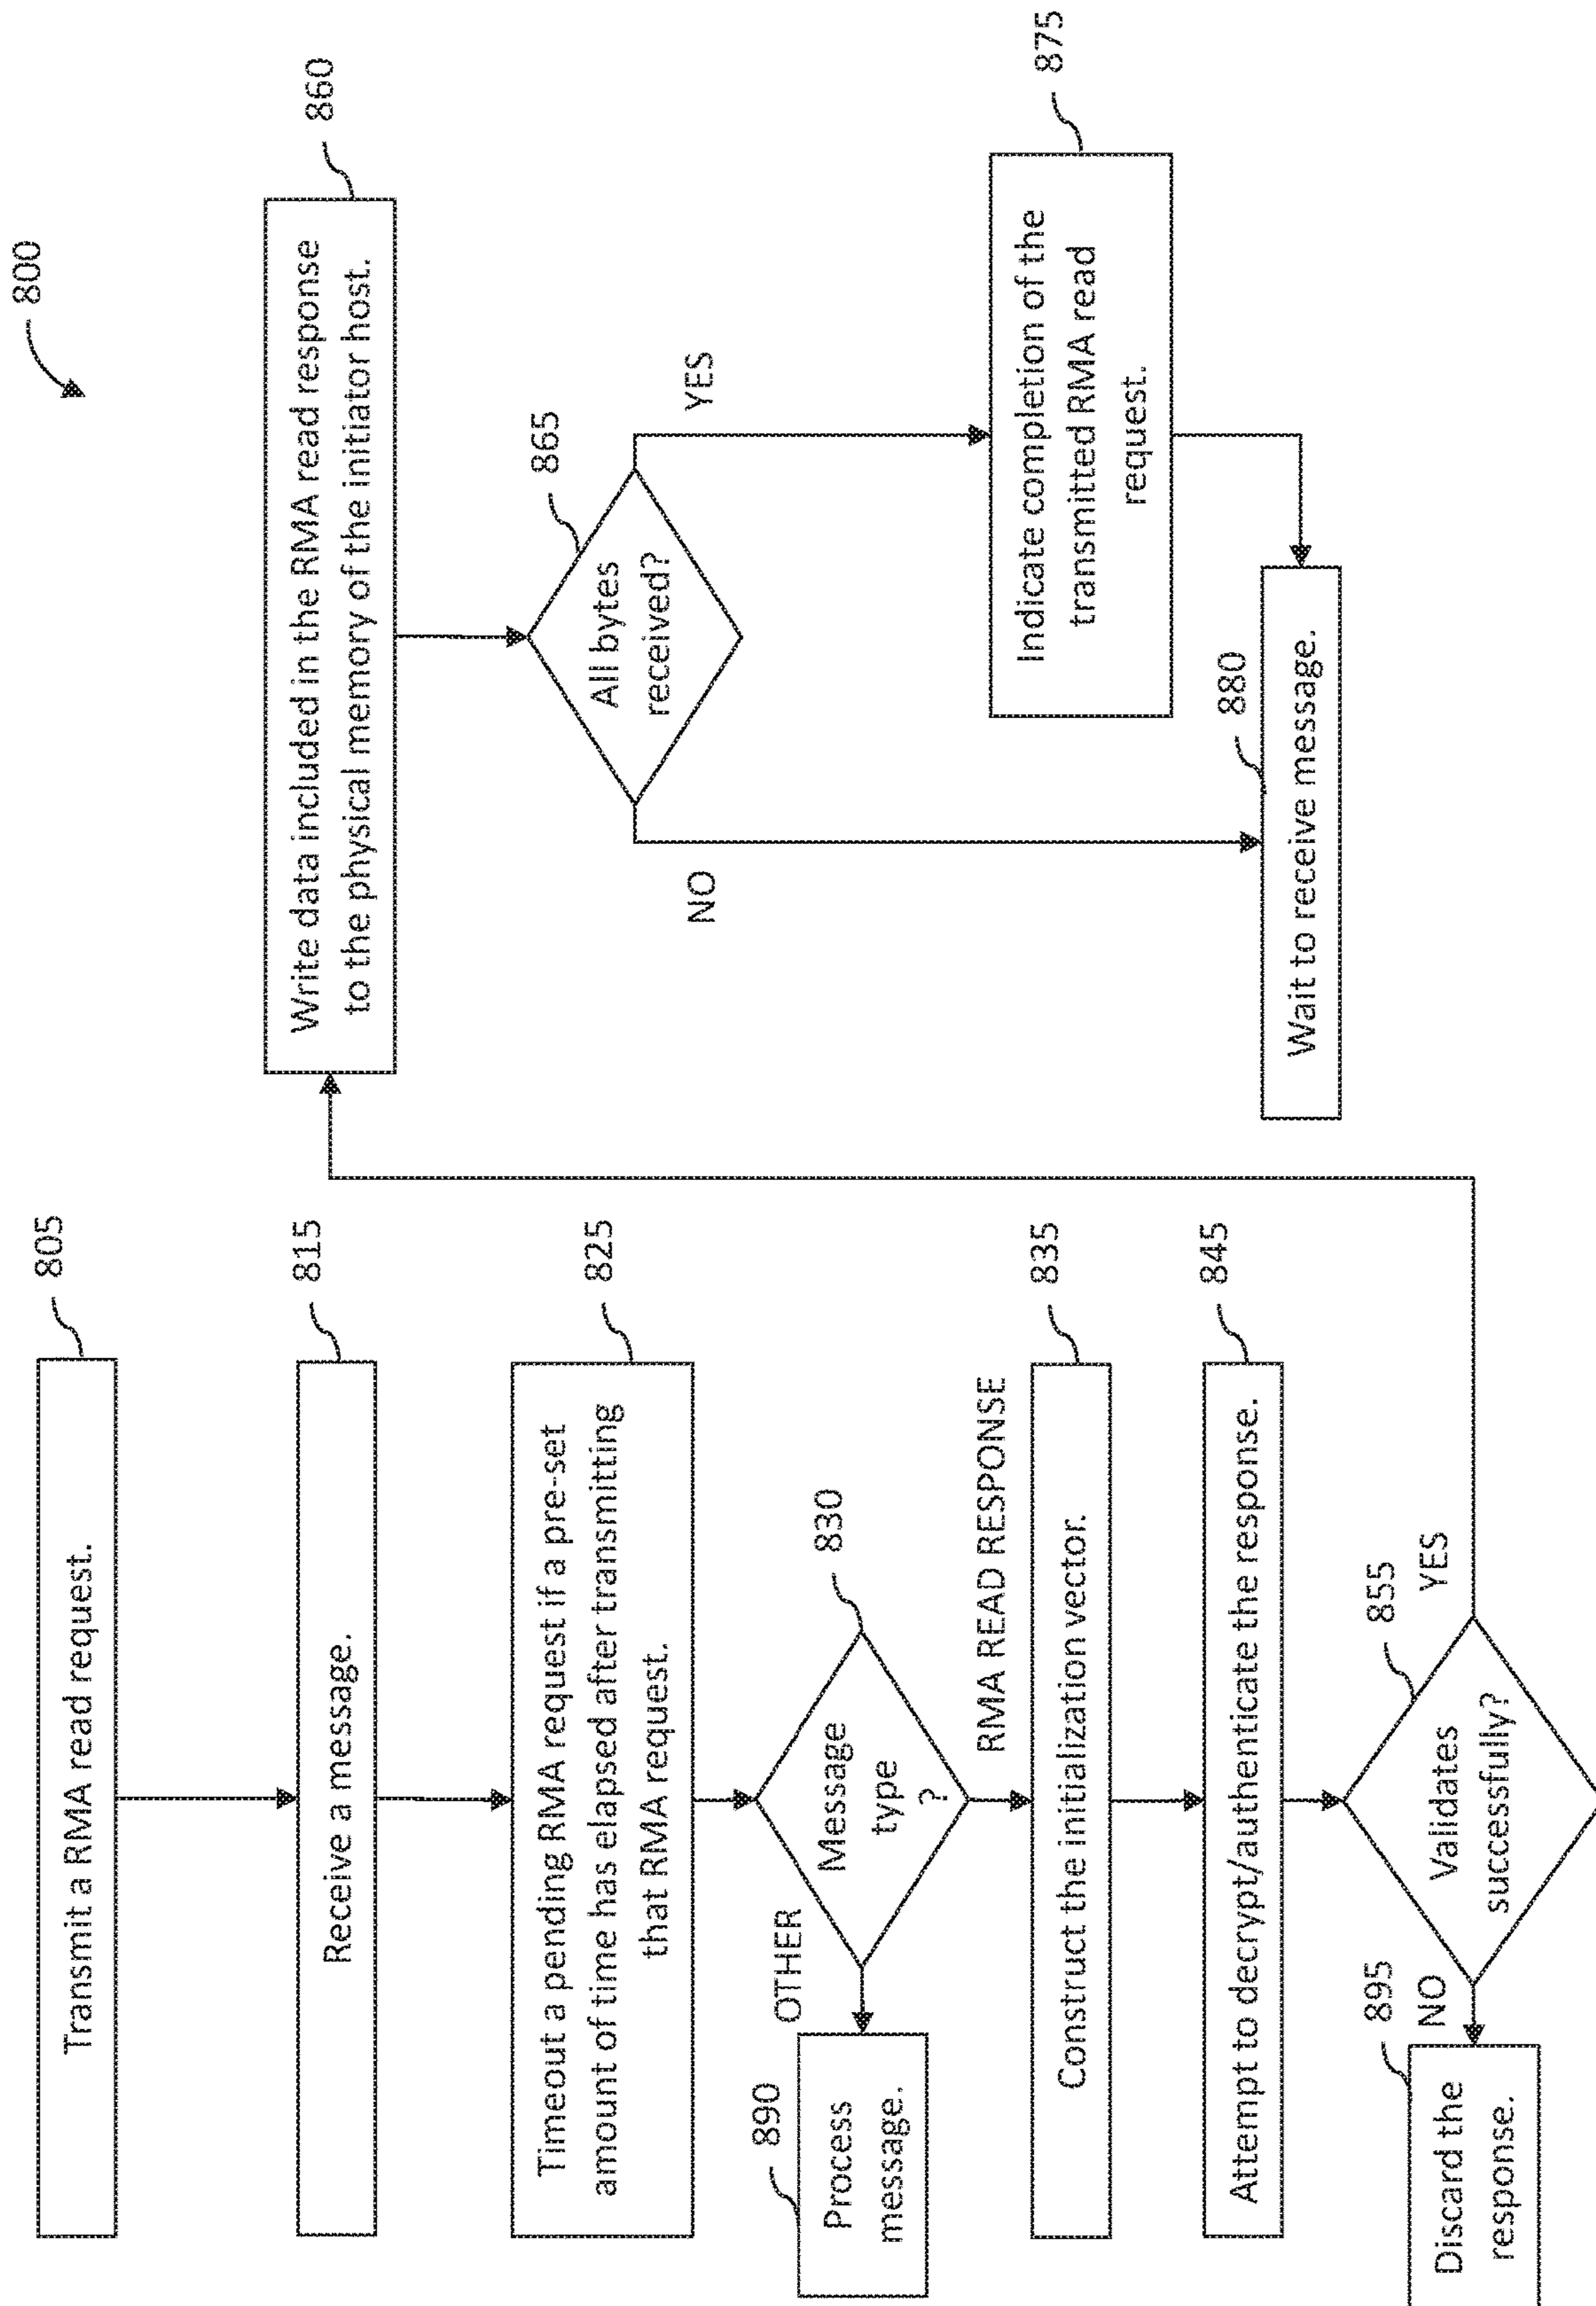 800
805
Transmit a RMA read request.
815
Receive a message.
825
Timeout a pending RMA request if a pre-set
amount of time has elapsed after transmitting
that RMA request.
830
Message
type
?
OTHER
890
Process
message.
RMA READ RESPONSE
835
Construct the initialization vector.
845
Attempt to decrypt/authenticate the response.
855
Validates
successfully?
YES
NO
895
Discard the
response.
860
Write data included in the RMA read response
to the physical memory of the initiator host.
865
All bytes
received?
YES
NO
875
Indicate completion of the
transmitted RMA read
request.
880
Wait to receive message.